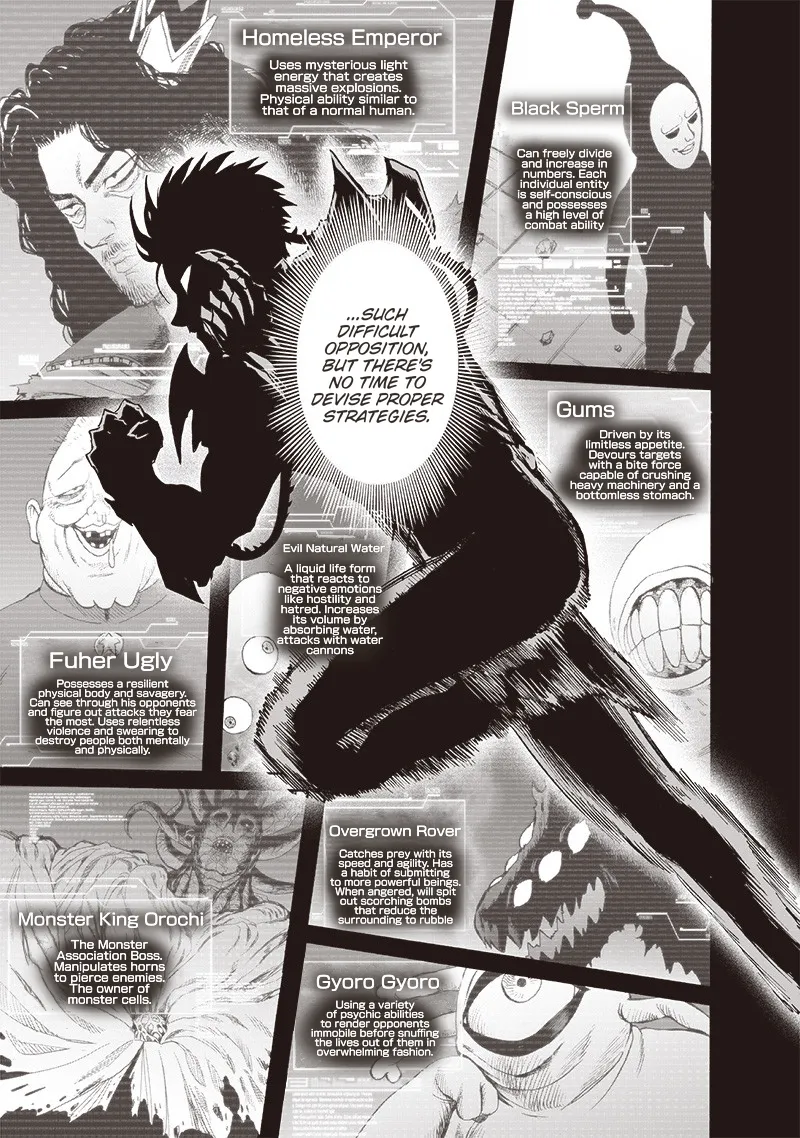 Homeless Emperor
Uses mysterious light
energy that creates
massive explosions.
Physical ability similar to
that of a normal human.
Black Sperm
Can freely divide
and increase in
numbers. Each
individual entity
is self-conscious
and possesses
a high level of
combat ability
...SUCH
DIFFICULT
OPPOSITION,
BUT THERE'S
NO TIME TO
DEVISE PROPER
STRATEGIES.
Gums
Driven by its
limitless appetite.
Devours targets
with a bite force
capable of crushing
heavy machinery and a
bottomless stomach.
Evil Natural Water
A liquid life form
that reacts to
negative emotions
like hostility and
hatred. Increases
its volume by
absorbing water,
attacks with water
cannons
Fuher Ugly
Possesses a resilient
physical body and savagery.
Can see through his opponents
and figure out attacks they fear
the most. Uses relentless
violence and swearing to
destroy people both mentally
and physically.
Overgrown Rover
Catches prey with its
speed and agility. Has
a habit of submitting
to more powerful beings.
When angered, will spit
out scorching bombs
that reduce the
surrounding to rubble
Monster King Orochi
The Monster
Association Boss.
Manipulates horns
to pierce enemies.
The owner of
monster cells.
Gyoro Gyoro
Using a variety
of psychic abilities
to render opponents
immobile before snuffing
the lives out of them in
overwhelming fashion.